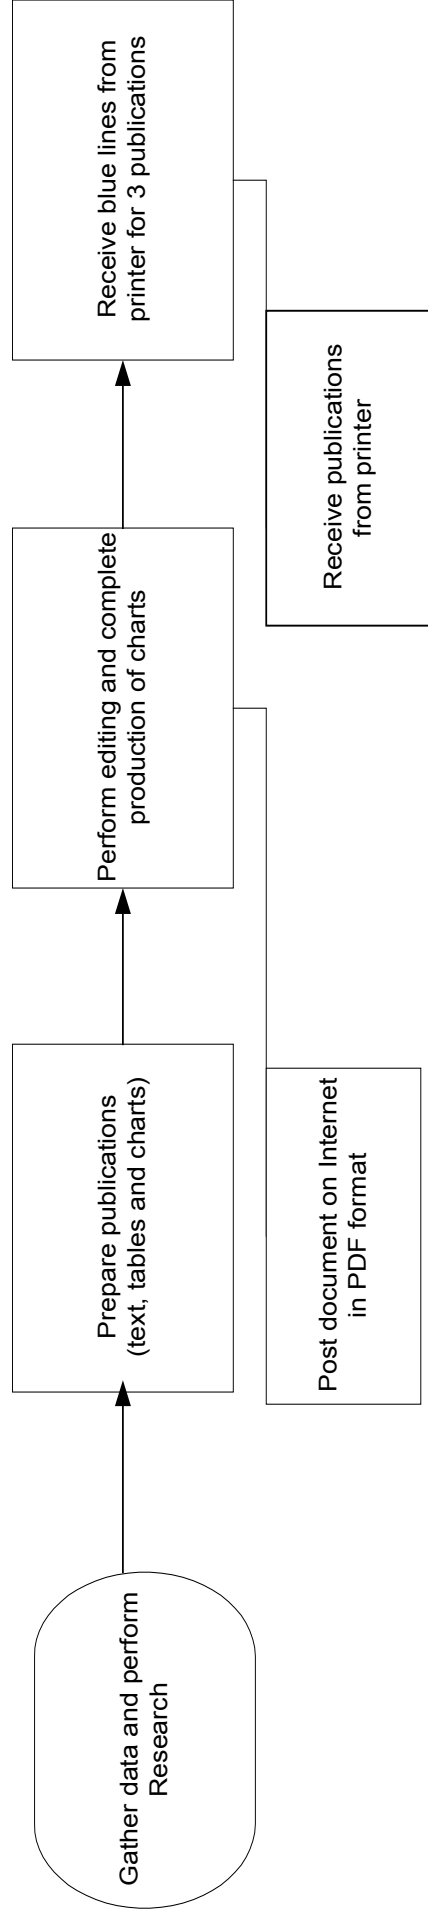 Gather data and perform
Research
Prepare publications
(text, tables and charts)
Perform editing and complete
production of charts
Receive blue lines from
printer for 3 publications
Post document on Internet
in PDF format
Receive publications
from printer